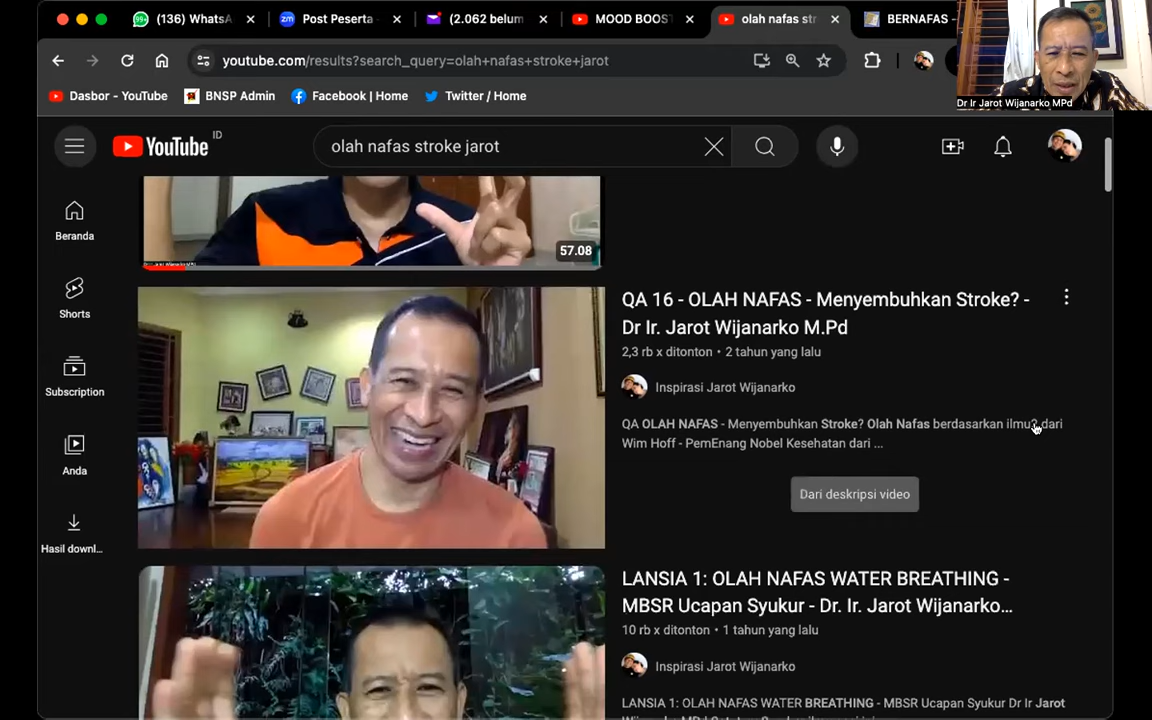 (136) WhatsA
Post Peserta
(2.062 belum
MOOD BOOS
olah nafas str
BERNAFAS -
youtube.com/results?search_query=olah+nafas+stroke+jarot
Dasbor - YouTube
BNSP Admin
Facebook | Home
Twitter / Home
Dr Ir Jarot Wijanarko MPd
YouTube ID
olah nafas stroke jarot
Beranda
Shorts
Subscription
Anda
Hasil downl...
57.08
QA 16 - OLAH NAFAS - Menyembuhkan Stroke? -
Dr Ir. Jarot Wijanarko M.Pd
2,3 rb x ditonton • 2 tahun yang lalu
Inspirasi Jarot Wijanarko
QA OLAH NAFAS - Menyembuhkan Stroke? Olah Nafas berdasarkan ilmu? dari
Wim Hoff - PemEnang Nobel Kesehatan dari ...
Dari deskripsi video
LANSIA 1: OLAH NAFAS WATER BREATHING -
MBSR Ucapan Syukur - Dr. Ir. Jarot Wijanarko...
10 rb x ditonton • 1 tahun yang lalu
Inspirasi Jarot Wijanarko
LANSIA 1: OLAH NAFAS WATER BREATHING - MBSR Ucapan Syukur Dr Ir Jarot